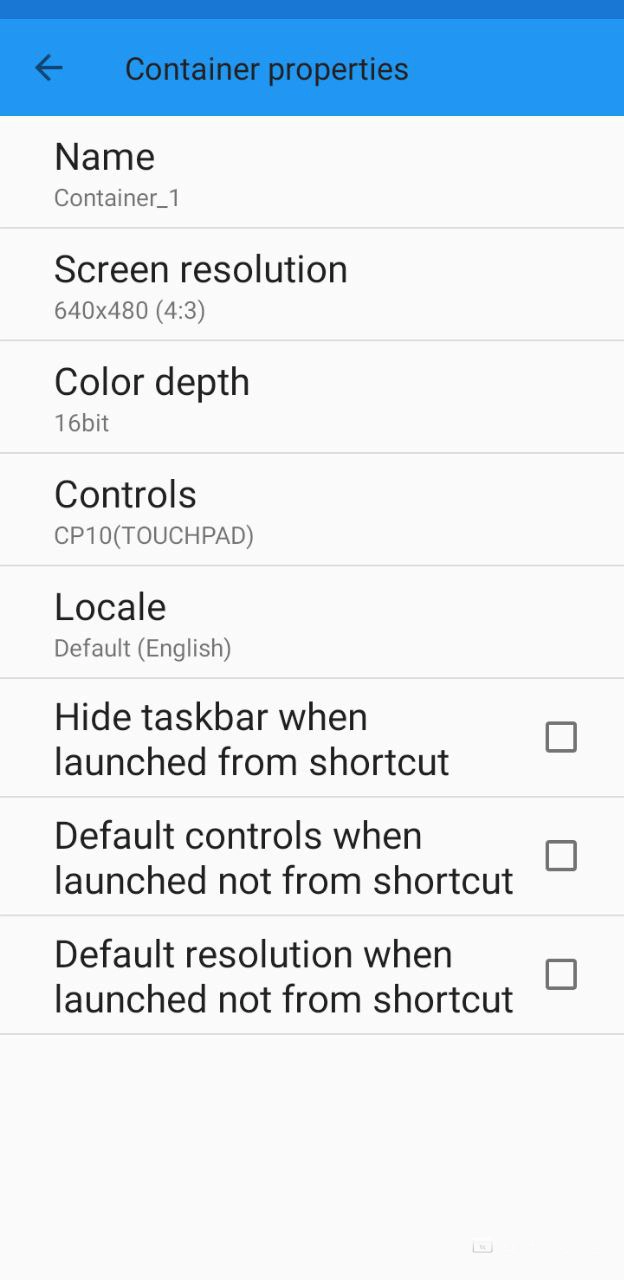 Container properties
Name
Container_1
Screen resolution
640x480 (4:3)
Color depth
16bit
Controls
CP10(TOUCHPAD)
Locale
Default (English)
Hide taskbar when
launched from shortcut
Default controls when
launched not from shortcut
Default resolution when
launched not from shortcut